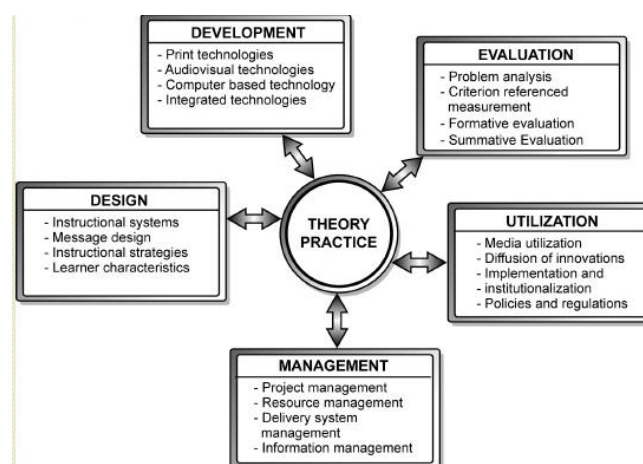 DEVELOPMENT
- Print technologies
- Audiovisual technologies
- Computer based technology
- Integrated technologies
EVALUATION
- Problem analysis
- Criterion referenced
measurement
- Formative evaluation
- Summative Evaluation
DESIGN
- Instructional systems
- Message design
- Instructional strategies
- Learner characteristics
THEORY
PRACTICE
UTILIZATION
- Media utilization
- Diffusion of innovations
- Implementation and
- institutionalization
- Policies and regulations
MANAGEMENT
- Project management
- Resource management
- Delivery system
management
- Information management